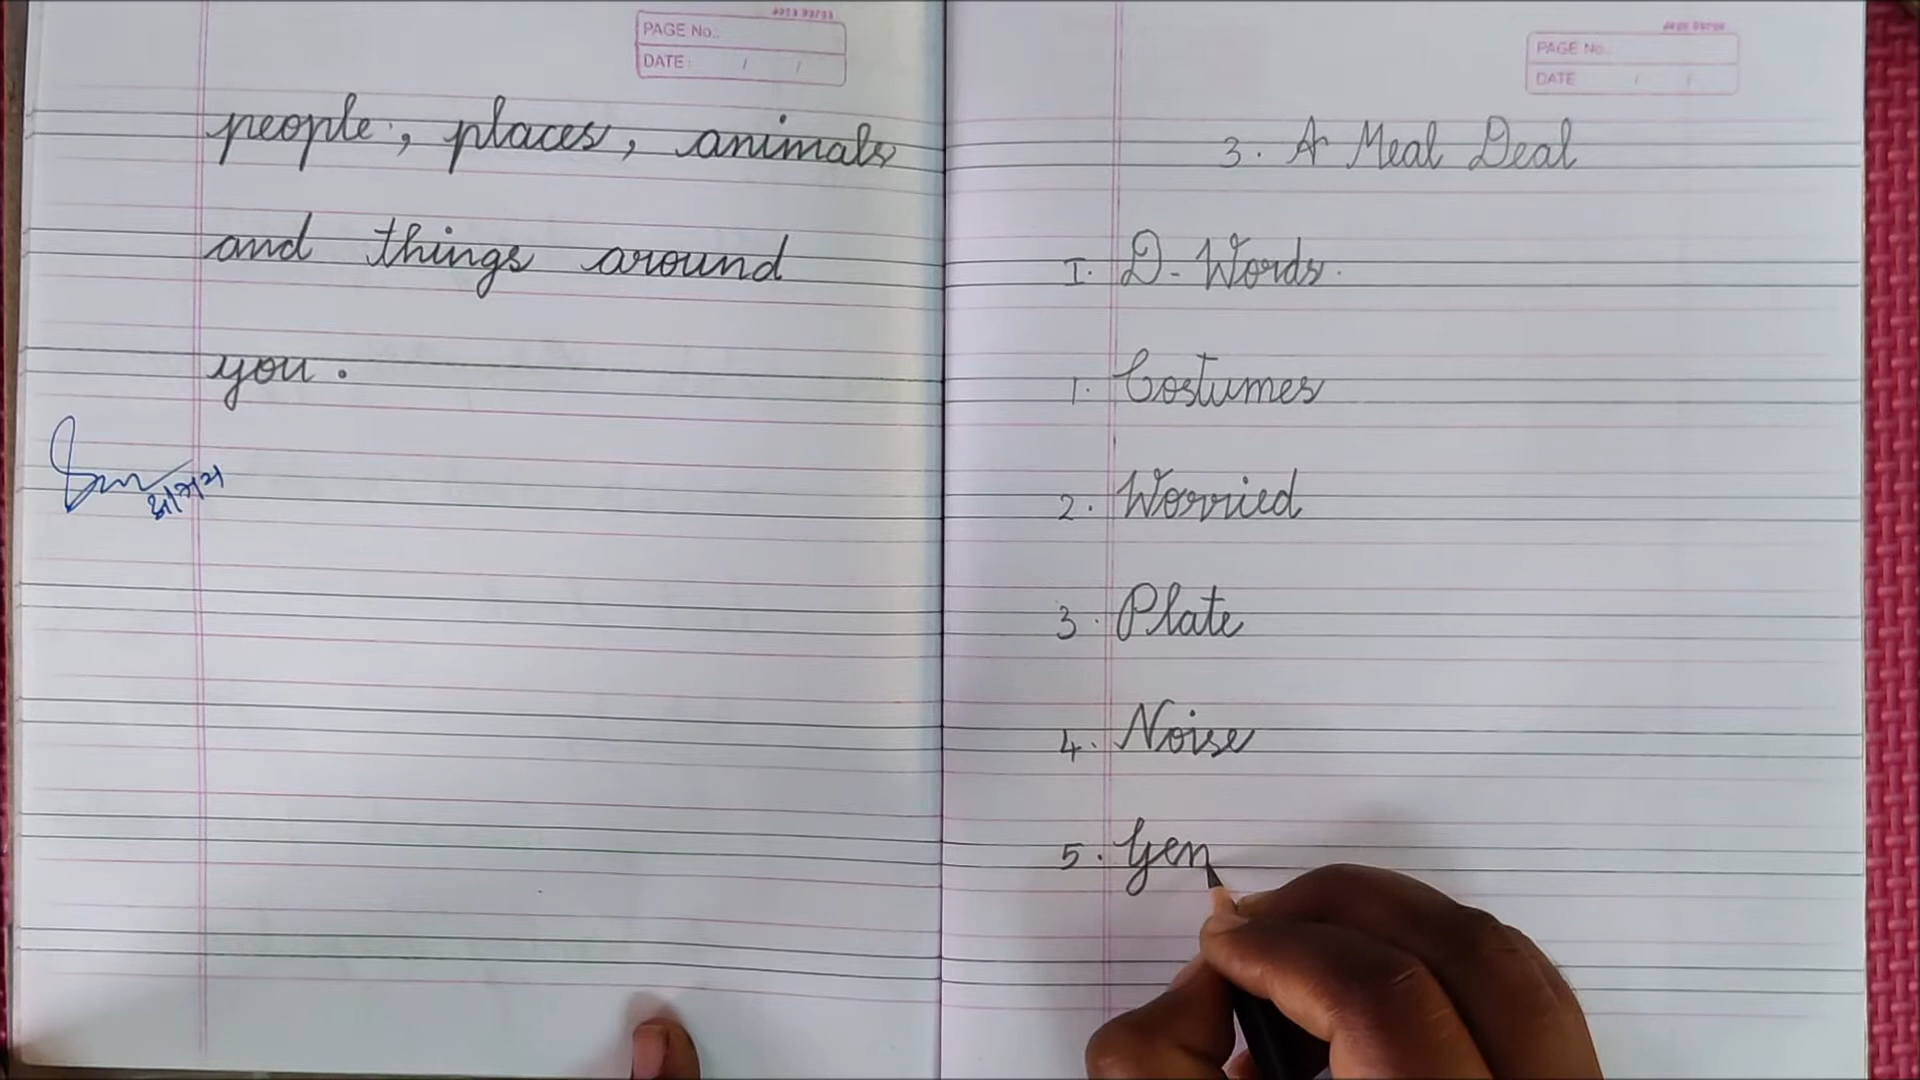 PAGE No.:
DATE: / /
people, places, animals
and things around
you.
PAGE No.:
DATE / /
3. A Meal Deal
I. D-Words.
1. Costumes
2. Worried
3. Plate
4. Noise
5. Gen